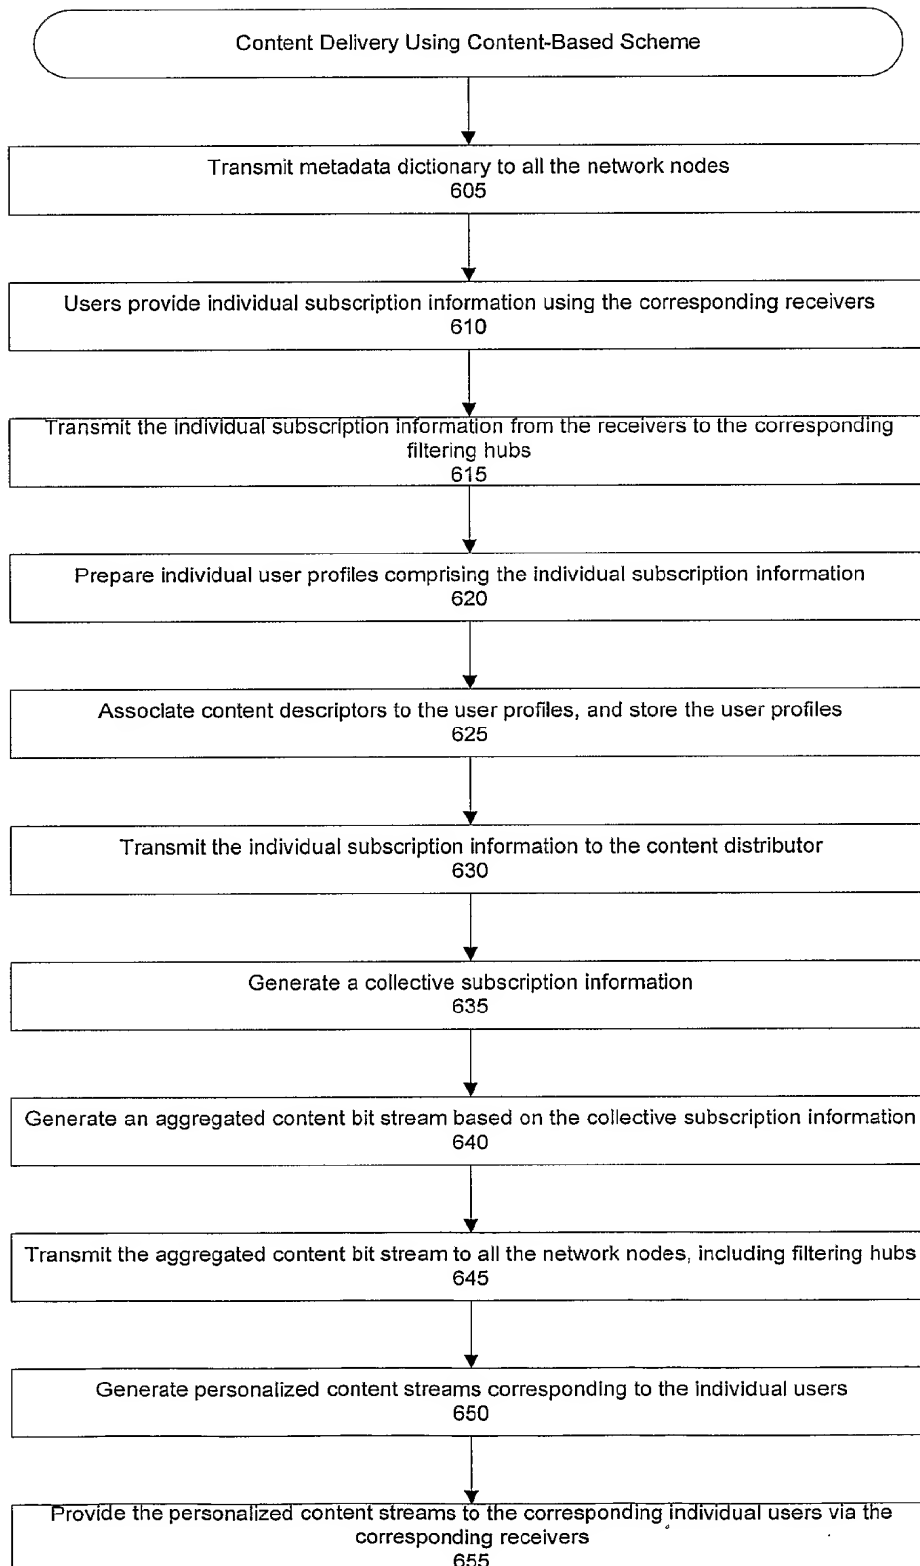 Content Delivery Using Content-Based Scheme
Transmit metadata dictionary to all the network nodes
605
Users provide individual subscription information using the corresponding receivers
610
Transmit the individual subscription information from the receivers to the corresponding
filtering hubs
615
Prepare individual user profiles comprising the individual subscription information
620
Associate content descriptors to the user profiles, and store the user profiles
625
Transmit the individual subscription information to the content distributor
630
Generate a collective subscription information
635
Generate an aggregated content bit stream based on the collective subscription information
640
Transmit the aggregated content bit stream to all the network nodes, including filtering hubs
645
Generate personalized content streams corresponding to the individual users
650
Provide the personalized content streams to the corresponding individual users via the
corresponding receivers
655